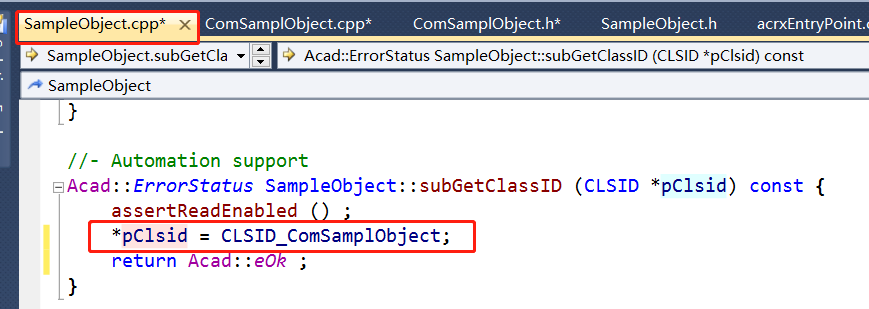 SampleObject.cpp* ComSamplObject.cpp* ComSamplObject.h* SampleObject.h acrxEntryPoint.c
SampleObject.subGetCla Acad::ErrorStatus SampleObject::subGetClassID (CLSID *pClsid) const
SampleObject
}
//- Automation support
Acad::ErrorStatus SampleObject::subGetClassID (CLSID *pClsid) const {
assertReadEnabled () ;
*pClsid = CLSID_ComSamplObject;
return Acad::eOk ;
}